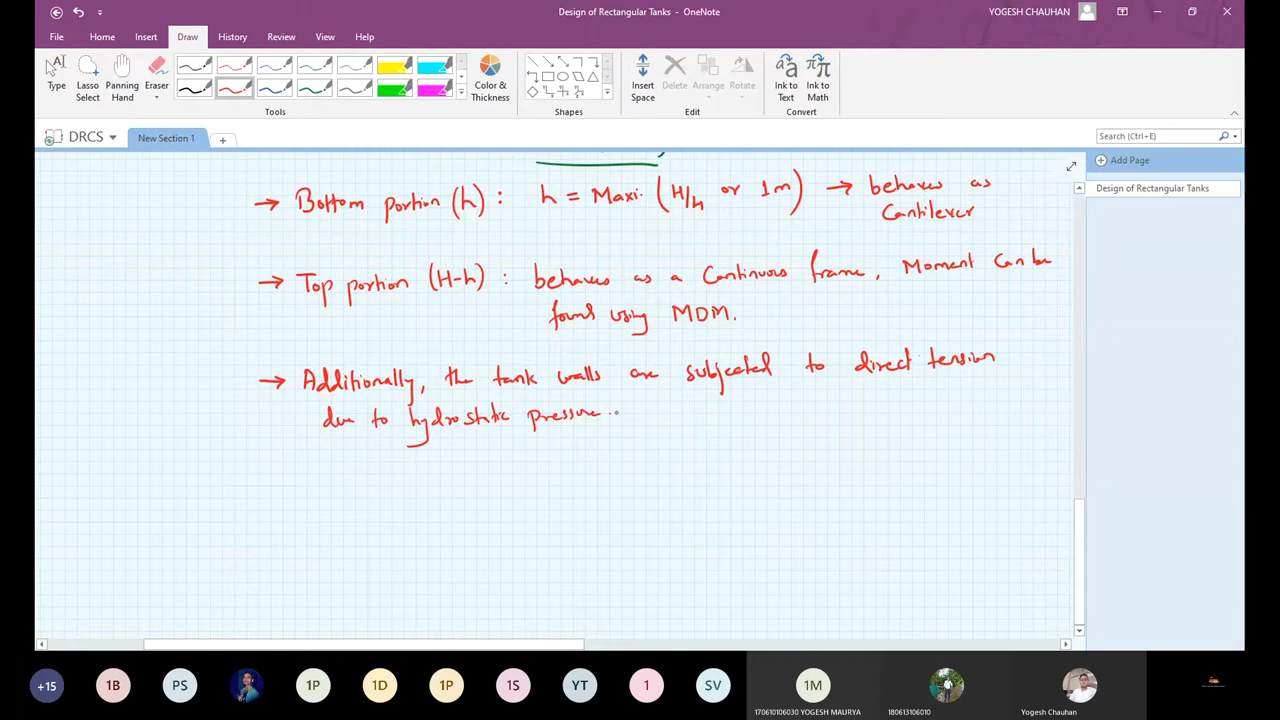 Design of Rectangular Tanks - OneNote
YOGESH CHAUHAN
File Home Insert Draw History Review View Help
Type
Lasso Select
Panning Hand
Eraser
Color & Thickness
Insert Space
Delete
Arrange
Rotate
Ink to Text
Ink to Math
Tools
Shapes
Edit
Convert
DRCS
New Section 1
Search (Ctrl+E)
Add Page
Design of Rectangular Tanks
→ Bottom portion (h) : h = Maxi. (H/4 or 1m) → behaves as
Cantilever
→ Top portion (H-h) : behaves as a Continuous frame, Moment can be
found using MDM.
→ Additionally, the tank walls are subjected to direct tension
due to hydrostatic pressure..
+15 1B PS 1P 1D 1P 1S YT 1 SV 1M
170610106030 YOGESH MAURYA
180613106010
Yogesh Chauhan